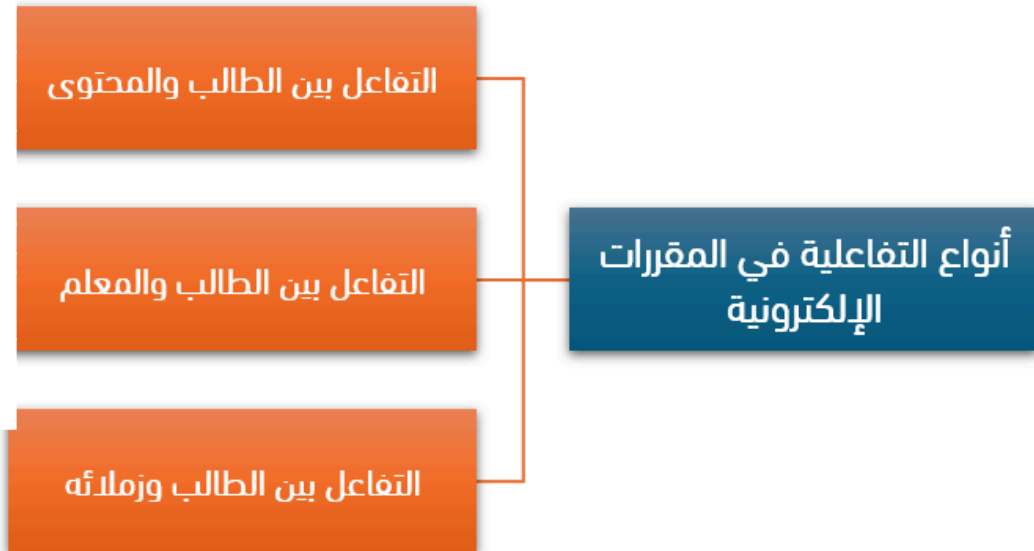 أنواع التفاعلية في المقررات
الإلكترونية
التفاعل بين الطالب والمحتوى
التفاعل بين الطالب والمعلم
التفاعل بين الطالب وزملائه